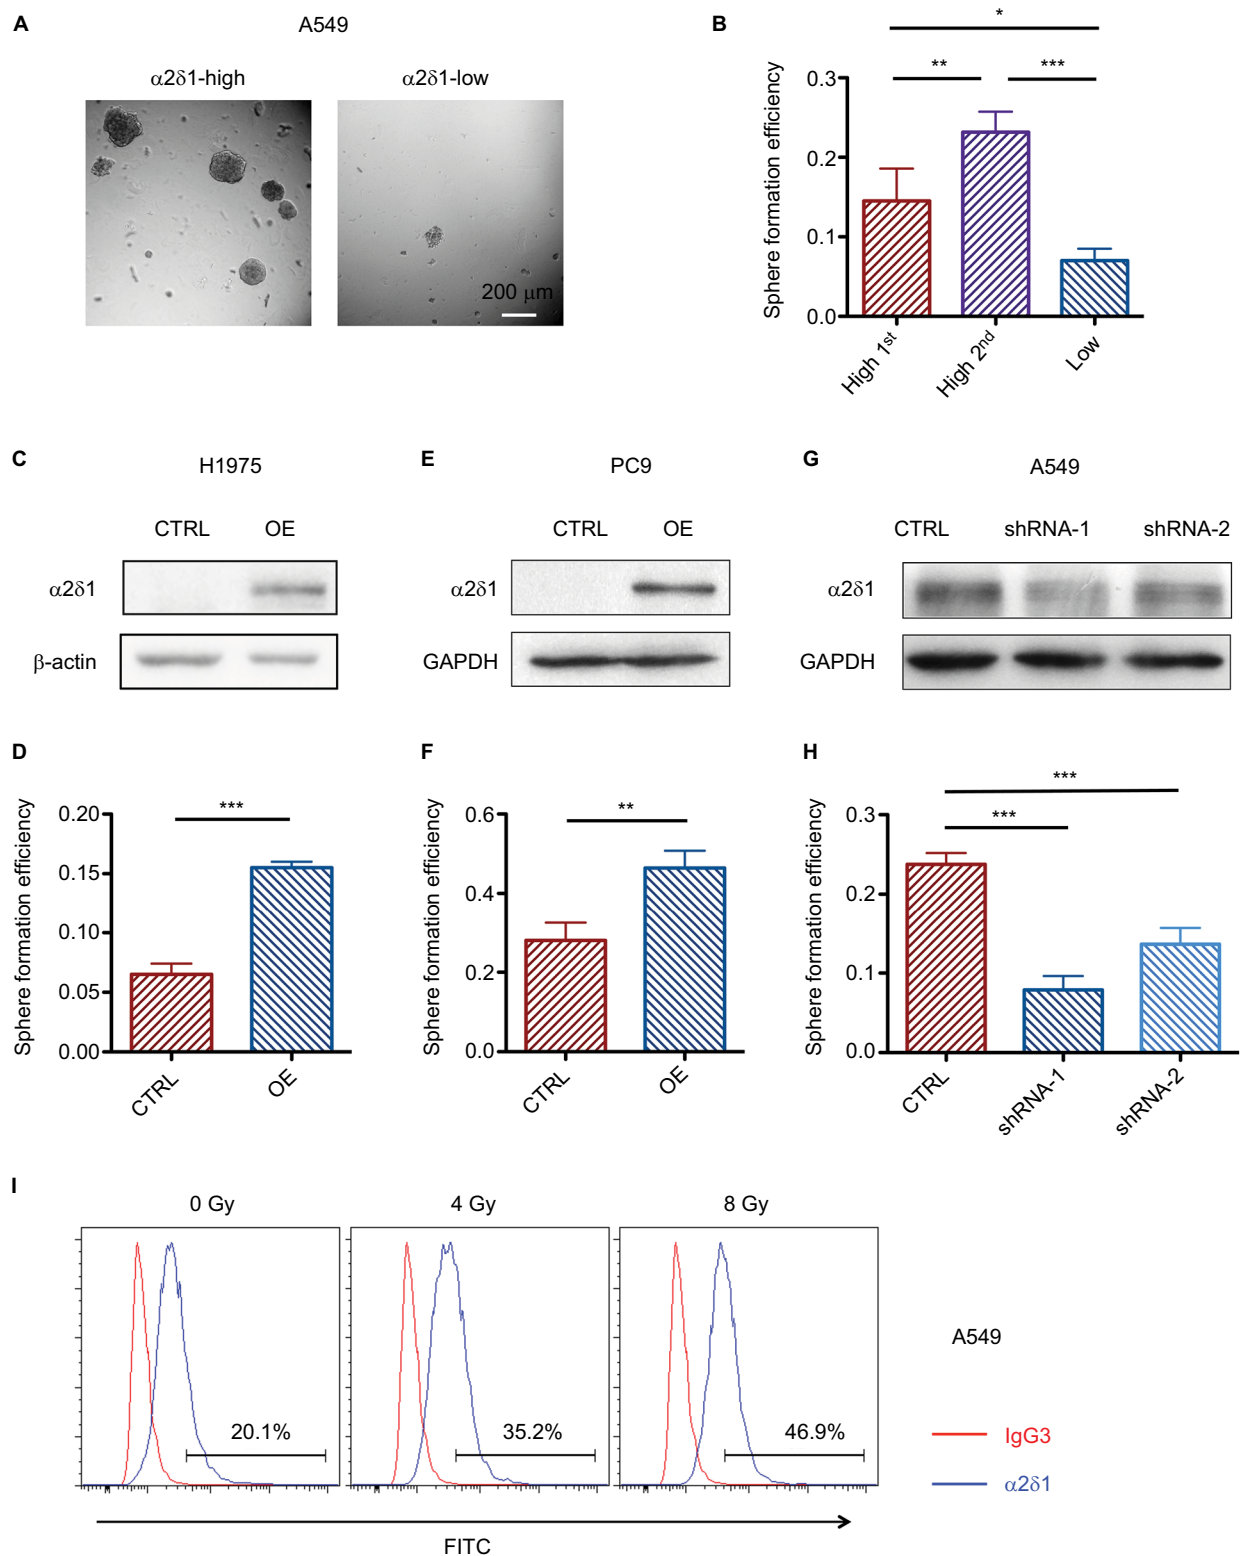 A
A549
α2δ1-high
α2δ1-low
200 μm
B
*
**
***
Sphere formation efficiency
0.3
0.2
0.1
0.0
High 1st
High 2nd
Low
C
H1975
CTRL
OE
α2δ1
β-actin
E
PC9
CTRL
OE
α2δ1
GAPDH
G
A549
CTRL
shRNA-1
shRNA-2
α2δ1
GAPDH
D
Sphere formation efficiency
0.20
0.15
0.10
0.05
0.00
***
CTRL
OE
F
Sphere formation efficiency
0.6
0.4
0.2
0.0
**
CTRL
OE
H
Sphere formation efficiency
0.3
0.2
0.1
0.0
***
***
CTRL
shRNA-1
shRNA-2
I
0 Gy
4 Gy
8 Gy
20.1%
35.2%
46.9%
A549
IgG3
α2δ1
FITC